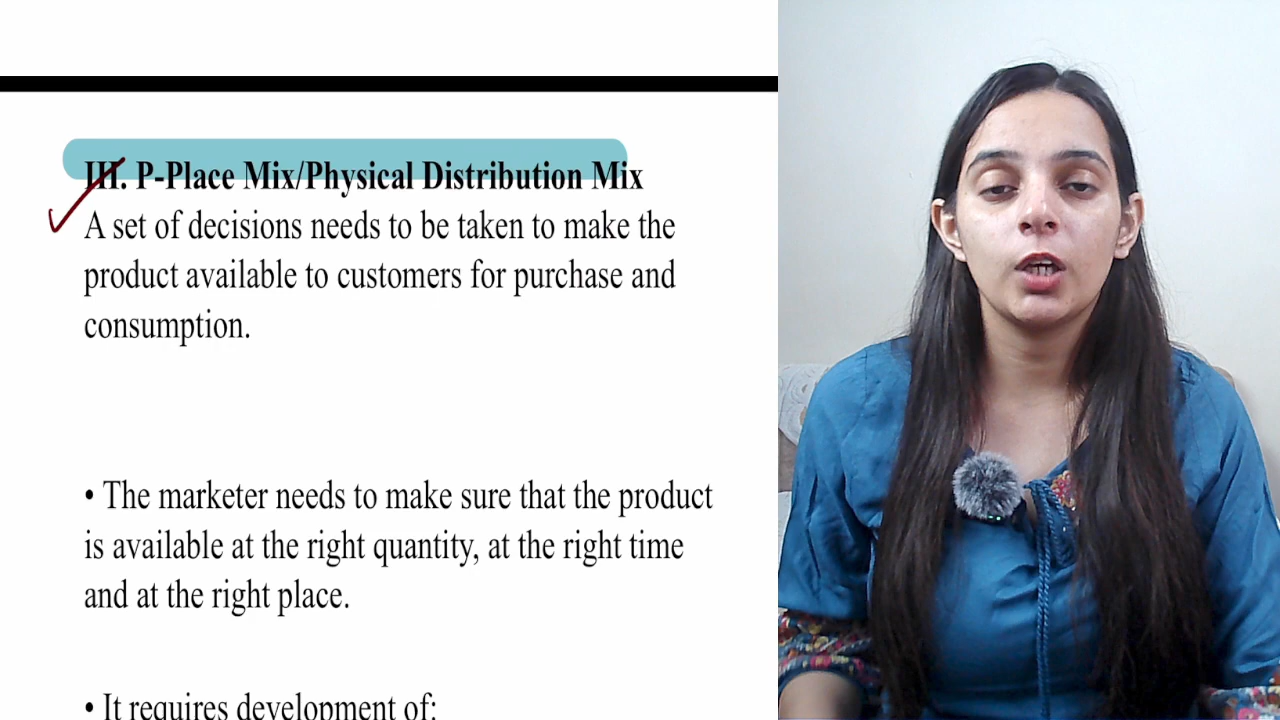 III. P-Place Mix/Physical Distribution Mix
A set of decisions needs to be taken to make the
product available to customers for purchase and
consumption.
• The marketer needs to make sure that the product
is available at the right quantity, at the right time
and at the right place.
• It requires development of: